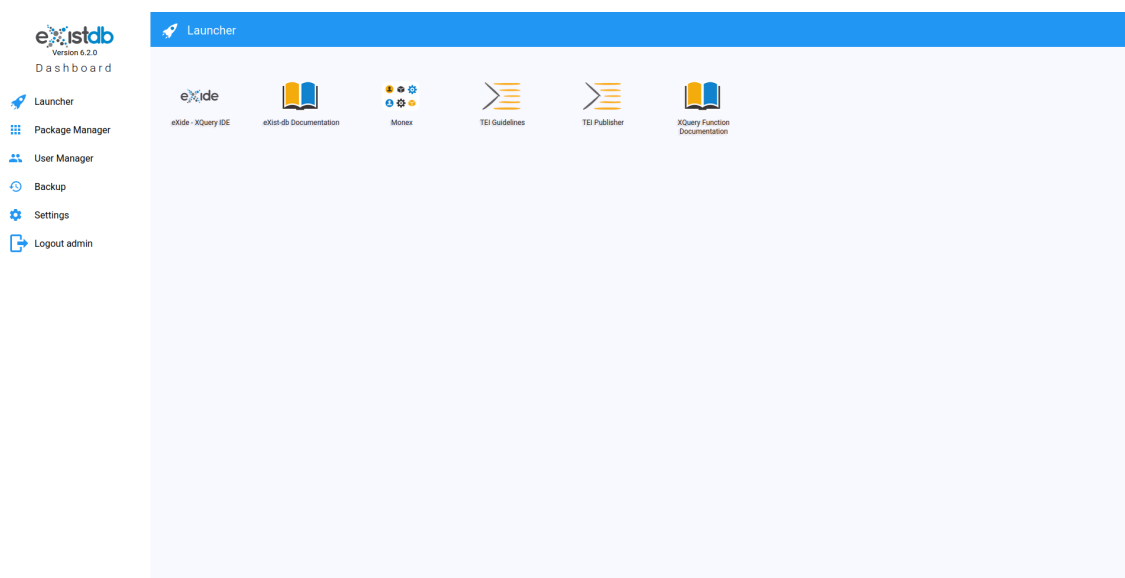 eXistdb
Version 6.2.0
Dashboard
Launcher
Package Manager
User Manager
Backup
Settings
Logout admin
Launcher
eXide
eXide - XQuery IDE
eXist-db Documentation
Monex
TEI Guidelines
TEI Publisher
XQuery Function
Documentation